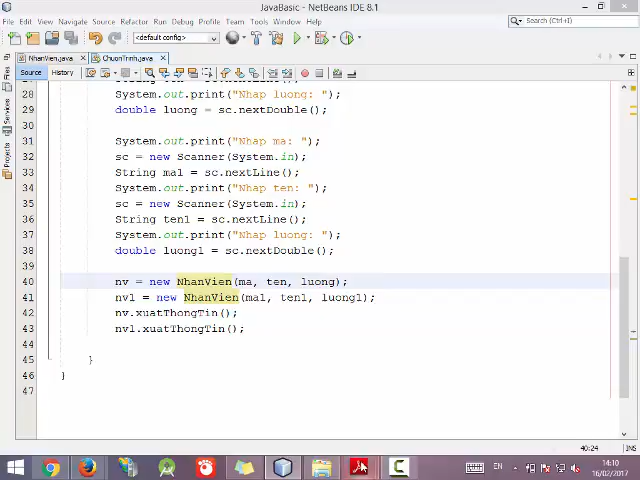 JavaBasic - NetBeans IDE 8.1
File Edit View Navigate Source Refactor Run Debug Profile Team Tools Window Help
Search (Ctrl+I)
<default config>
NhanVien.java
ChuonTrinh.java
Source History
Files
Services
Projects
28 System.out.print("Nhap luong: ");
29 double luong = sc.nextDouble();
30
31 System.out.print("Nhap ma: ");
32 sc = new Scanner(System.in);
33 String ma1 = sc.nextLine();
34 System.out.print("Nhap ten: ");
35 sc = new Scanner(System.in);
36 String ten1 = sc.nextLine();
37 System.out.print("Nhap luong: ");
38 double luong1 = sc.nextDouble();
39
40 nv = new NhanVien(ma, ten, luong);
41 nv1 = new NhanVien(ma1, ten1, luong1);
42 nv.xuatThongTin();
43 nv1.xuatThongTin();
44
45 }
46 }
47
40:24
EN
14:10
16/02/2017